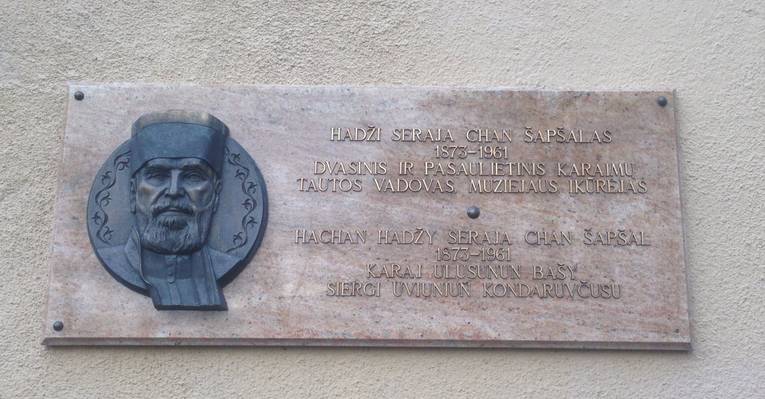 HADŽI SERAJA CHAN ŠAPŠALAS
1873-1961
DVASINIS IR PASAULIETINIS KARAIMŲ
TAUTOS VADOVAS, MUZIEJAUS ĮKŪRĖJAS
HACHAN HADŽY SERAJA CHAN ŠAPŠAL
1873-1961
KARAJ ULUSUNUN BAŠY
SIERGI ÜVIUNIUŃ KONDARUVČUSU